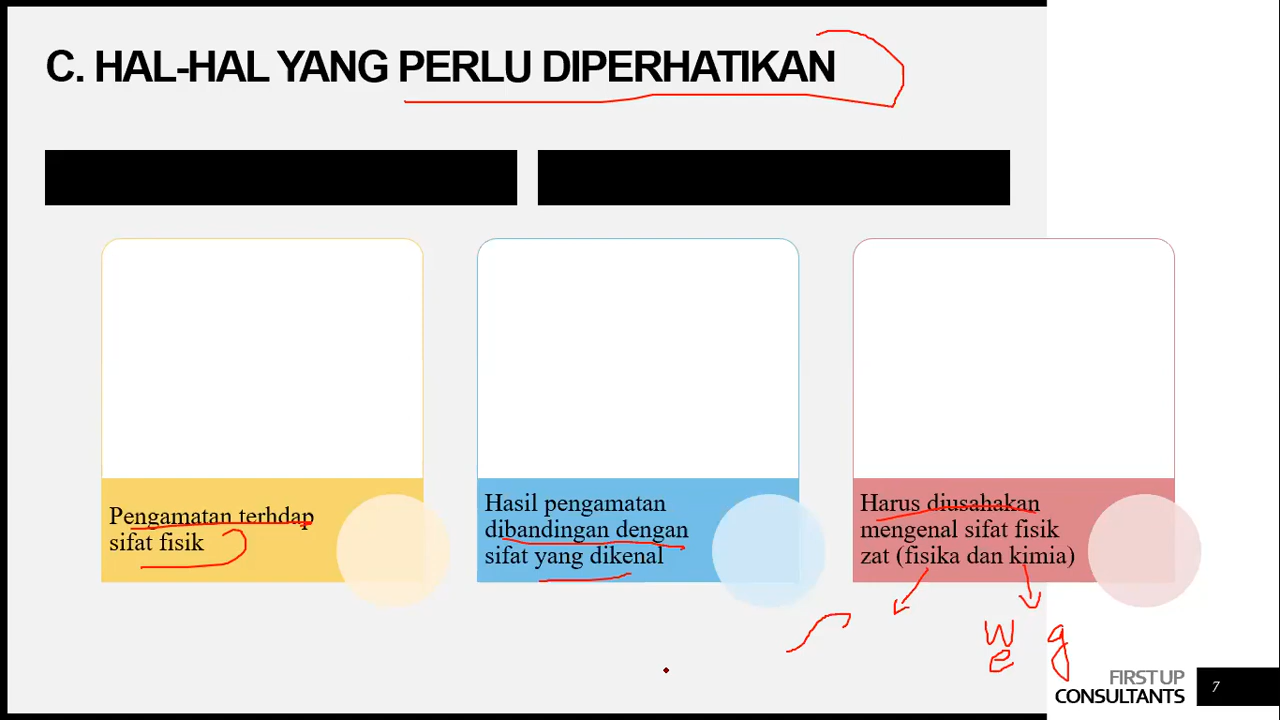 C. HAL-HAL YANG PERLU DIPERHATIKAN
Pengamatan terhdap
sifat fisik
Hasil pengamatan
dibandingan dengan
sifat yang dikenal
Harus diusahakan
mengenal sifat fisik
zat (fisika dan kimia)
W g
e
FIRST UP
CONSULTANTS
7